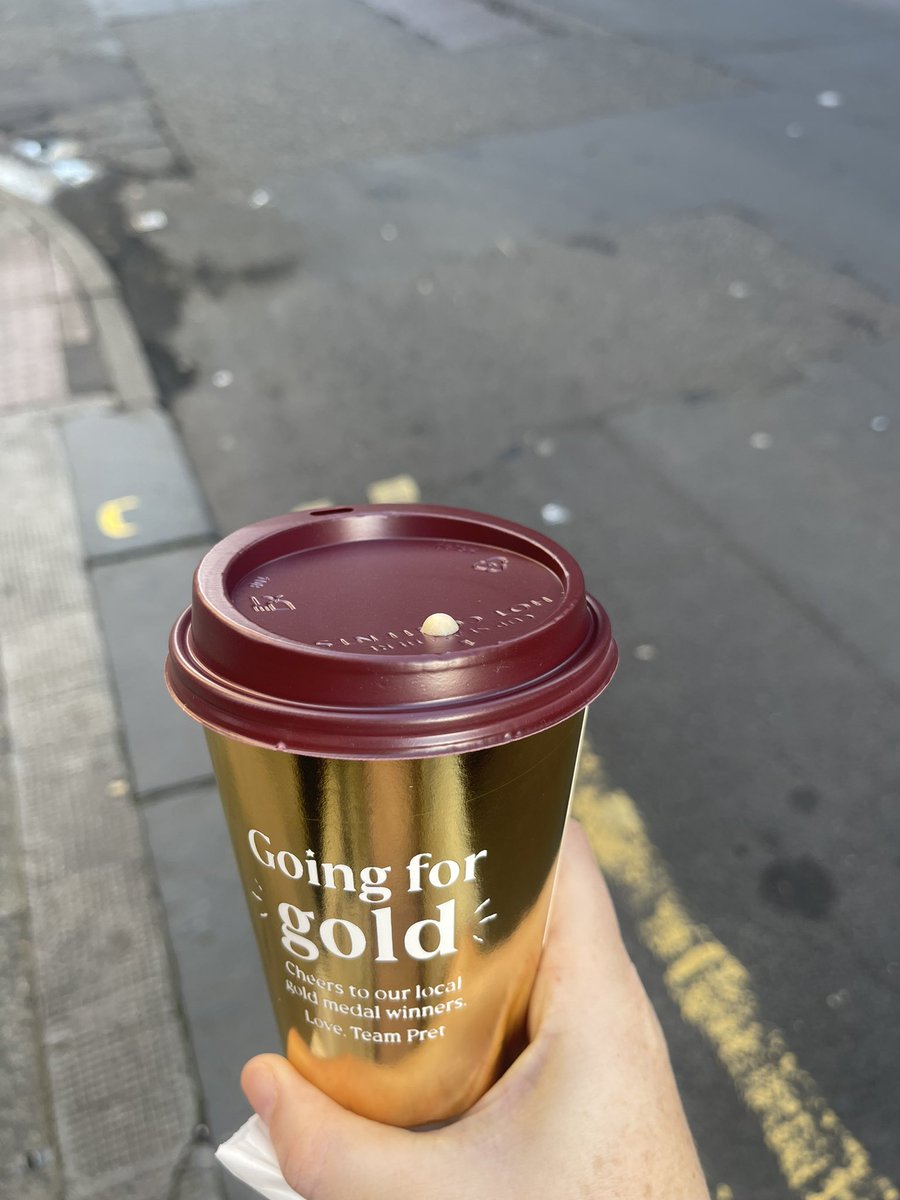 Going for
gold
Cheers to our local
gold medal winners.
Love. Team Pret